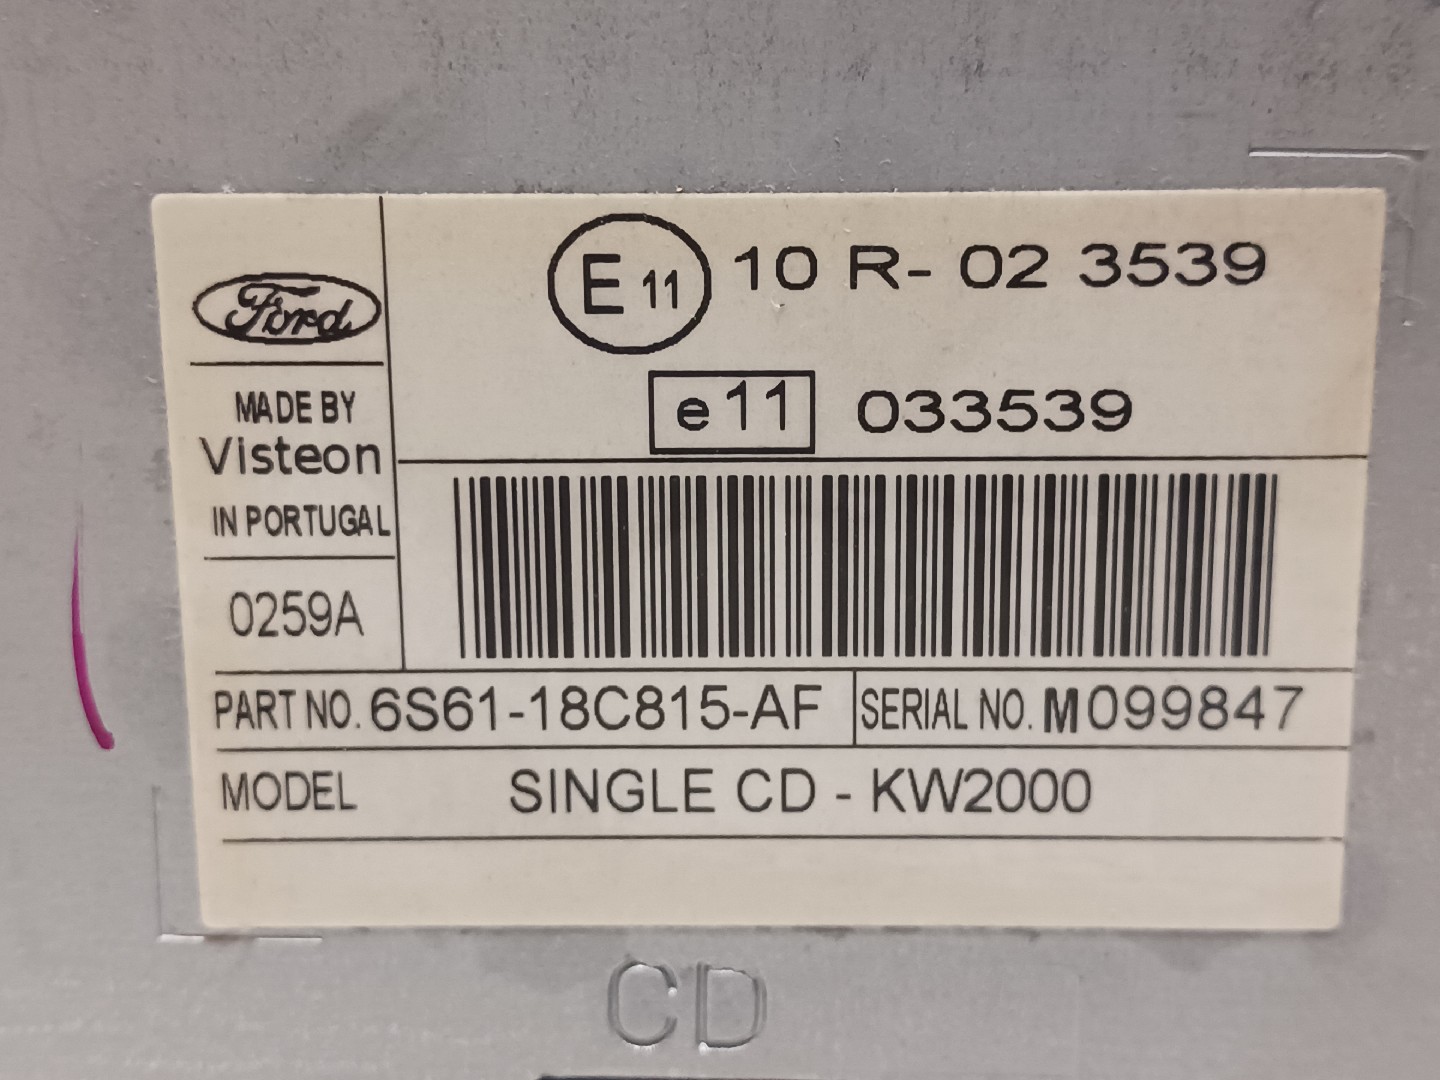 Ford
MADE BY
Visteon
IN PORTUGAL
0259A
E 11 10 R- 02 3539
e11 033539
PART NO. 6S61-18C815-AF SERIAL NO. M099847
MODEL SINGLE CD - KW2000
CD